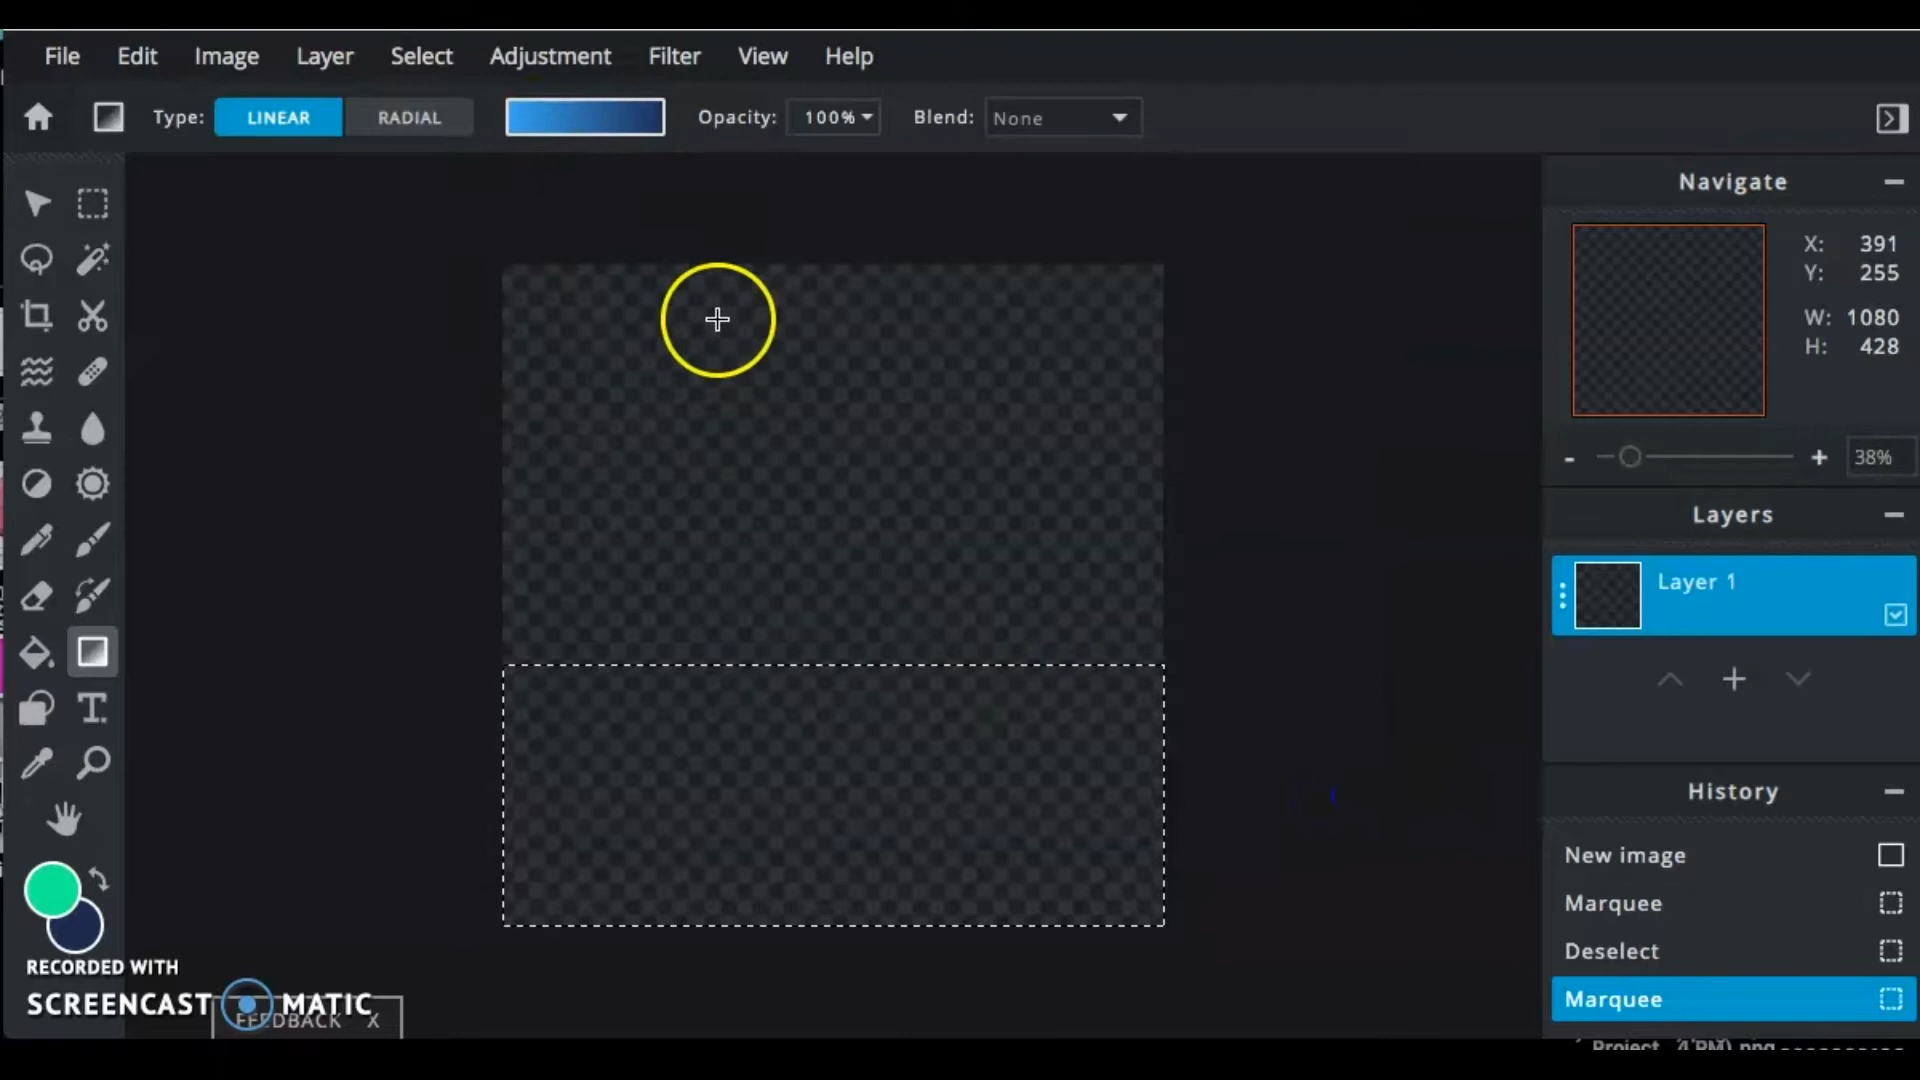 File Edit Image Layer Select Adjustment Filter View Help
Type: LINEAR RADIAL Opacity: 100% Blend: None
Navigate
X: 391
Y: 255
W: 1080
H: 428
- + 38%
Layers
Layer 1
History
New image
Marquee
Deselect
Marquee
T.
RECORDED WITH
SCREENCAST MATIC
FEEDBACK X